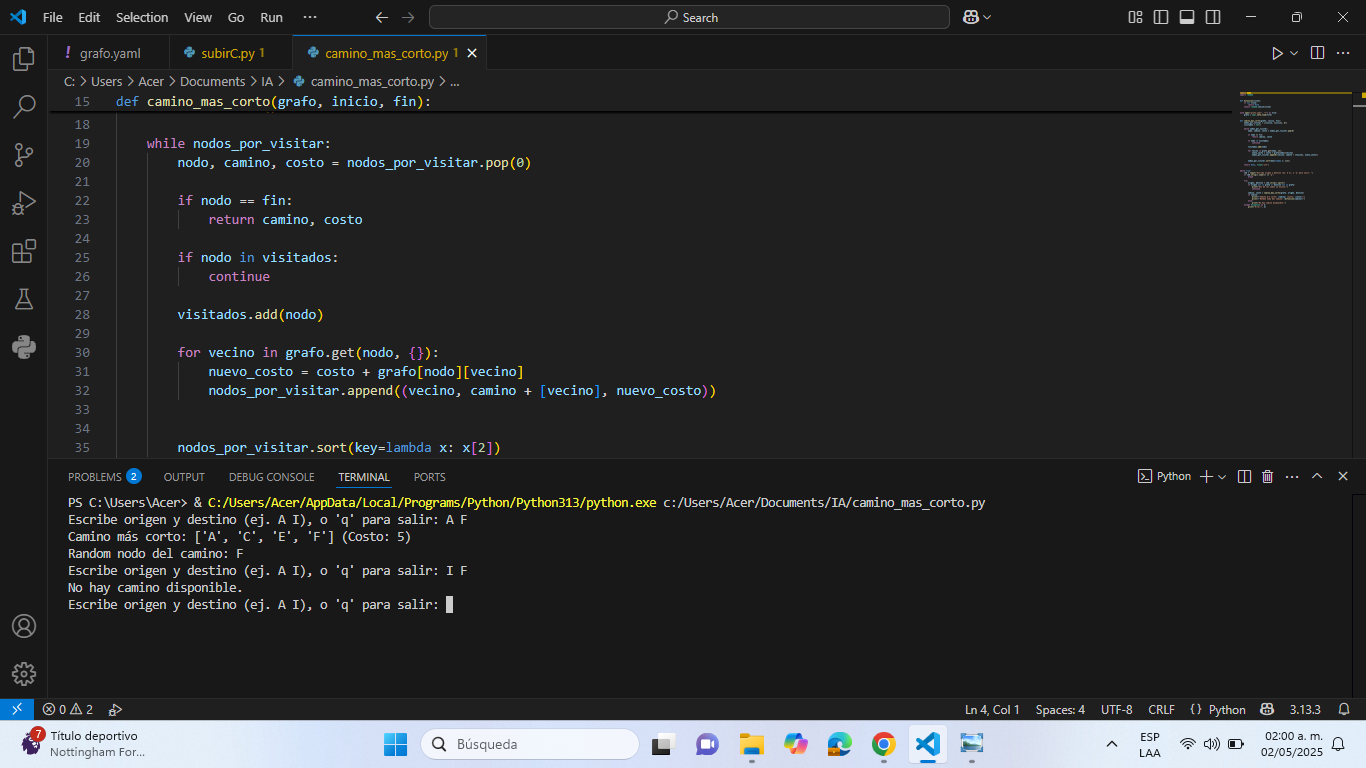 File Edit Selection View Go Run ··· Search
! grafo.yaml subirC.py 1 camino_mas_corto.py 1
C: > Users > Acer > Documents > IA > camino_mas_corto.py > ...
15 def camino_mas_corto(grafo, inicio, fin):
18
19 while nodos_por_visitar:
20 nodo, camino, costo = nodos_por_visitar.pop(0)
21
22 if nodo == fin:
23 return camino, costo
24
25 if nodo in visitados:
26 continue
27
28 visitados.add(nodo)
29
30 for vecino in grafo.get(nodo, {}):
31 nuevo_costo = costo + grafo[nodo][vecino]
32 nodos_por_visitar.append((vecino, camino + [vecino], nuevo_costo))
33
34
35 nodos_por_visitar.sort(key=lambda x: x[2])
PROBLEMS 2 OUTPUT DEBUG CONSOLE TERMINAL PORTS Python
PS C:\Users\Acer> & C:/Users/Acer/AppData/Local/Programs/Python/Python313/python.exe c:/Users/Acer/Documents/IA/camino_mas_corto.py
Escribe origen y destino (ej. A I), o 'q' para salir: A F
Camino más corto: ['A', 'C', 'E', 'F'] (Costo: 5)
Random nodo del camino: F
Escribe origen y destino (ej. A I), o 'q' para salir: I F
No hay camino disponible.
Escribe origen y destino (ej. A I), o 'q' para salir:
0 2 Ln 4, Col 1 Spaces: 4 UTF-8 CRLF {} Python 3.13.3
7 Título deportivo
Nottingham For...
Búsqueda
ESP
LAA
02:00 a. m.
02/05/2025